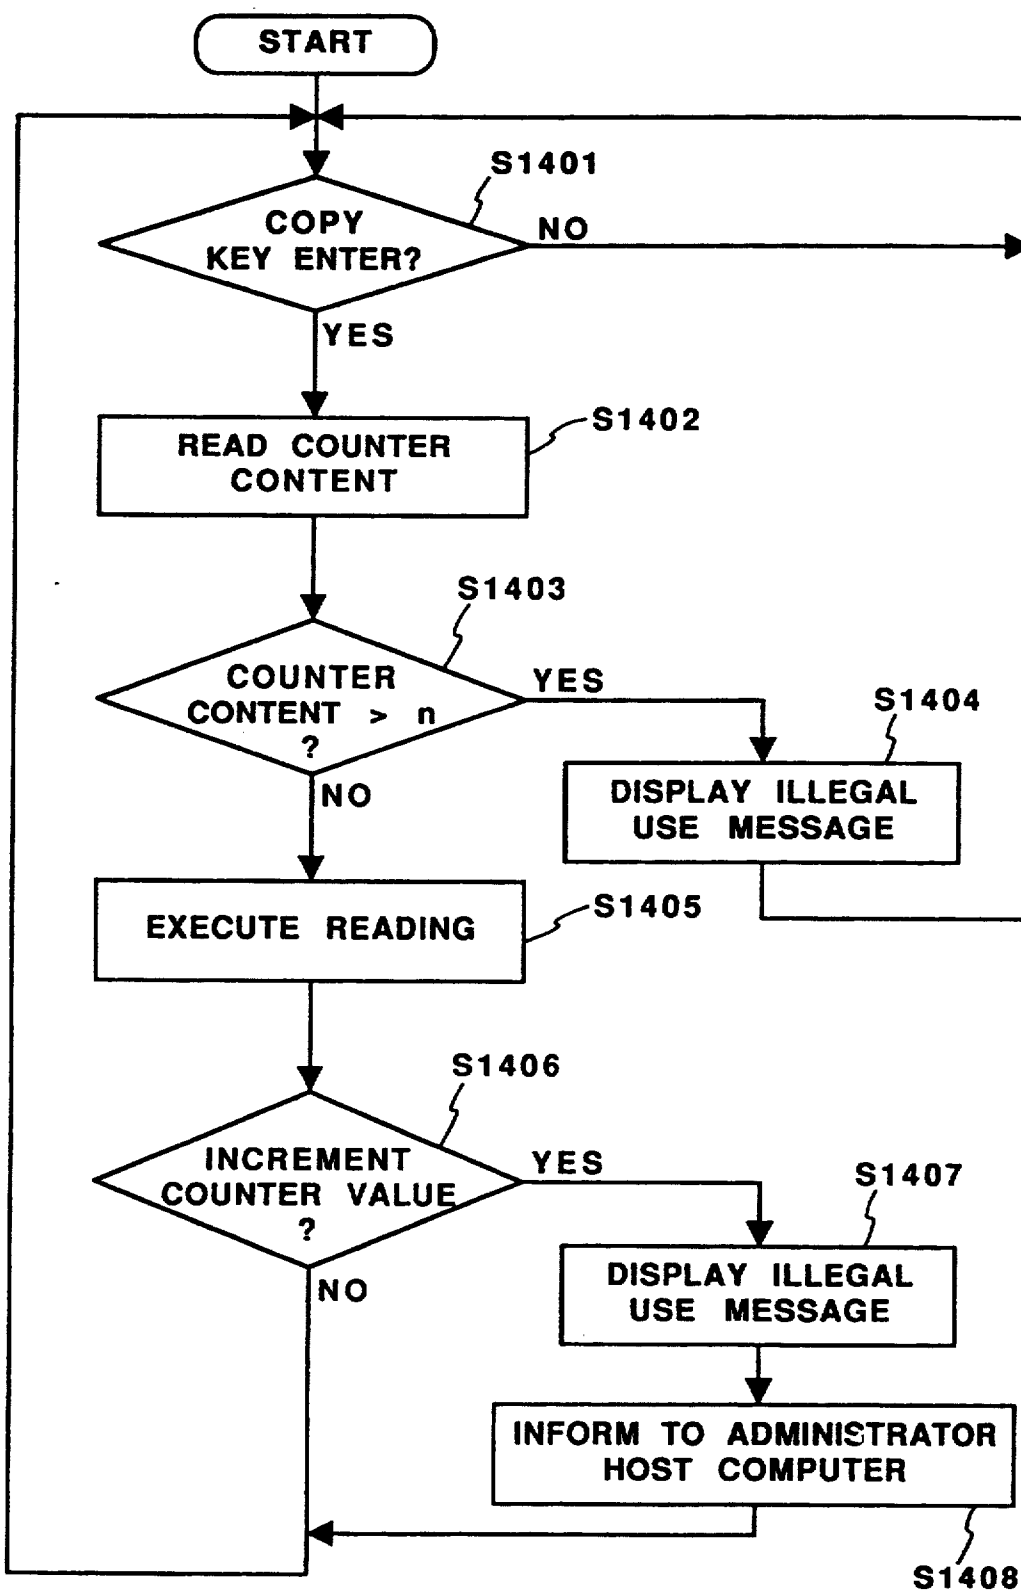 START
S1401
COPY
KEY ENTER?
NO
YES
S1402
READ COUNTER
CONTENT
S1403
COUNTER
CONTENT > n
?
YES
S1404
DISPLAY ILLEGAL
USE MESSAGE
NO
S1405
EXECUTE READING
S1406
INCREMENT
COUNTER VALUE
?
YES
S1407
DISPLAY ILLEGAL
USE MESSAGE
NO
INFORM TO ADMINISTRATOR
HOST COMPUTER
S1408